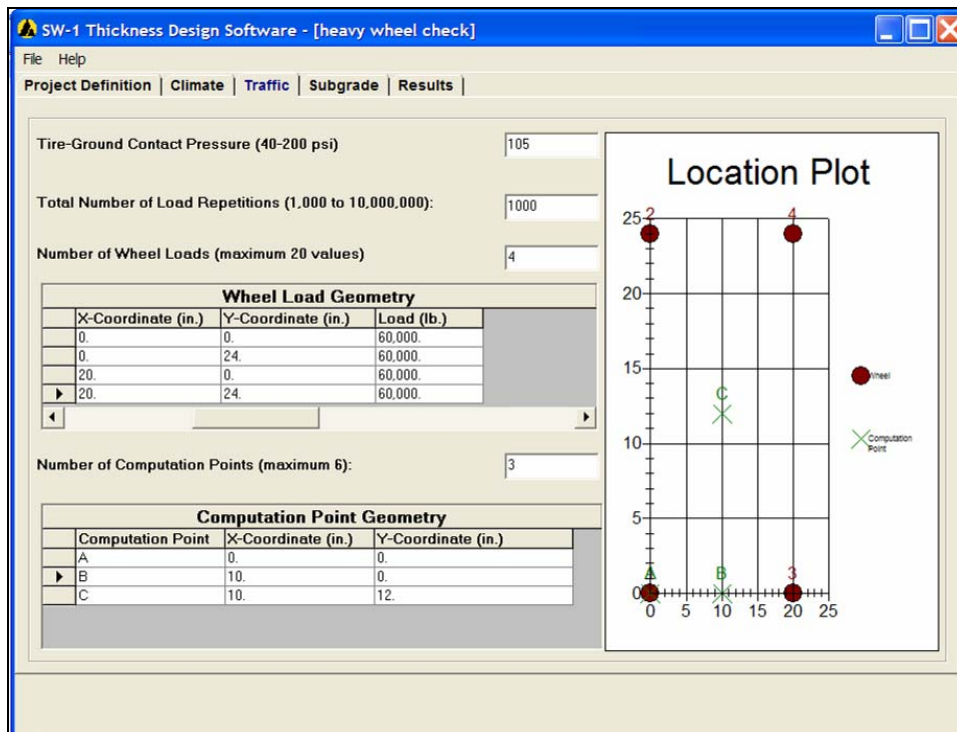 SW-1 Thickness Design Software - [heavy wheel check]
File Help
Project Definition | Climate | Traffic | Subgrade | Results |
Tire-Ground Contact Pressure (40-200 psi) 105
Total Number of Load Repetitions (1,000 to 10,000,000): 1000
Number of Wheel Loads (maximum 20 values) 4
Wheel Load Geometry
X-Coordinate (in.) Y-Coordinate (in.) Load (lb.)
0. 0. 60,000.
0. 24. 60,000.
20. 0. 60,000.
20. 24. 60,000.
Number of Computation Points (maximum 6): 3
Computation Point Geometry
Computation Point X-Coordinate (in.) Y-Coordinate (in.)
A 0. 0.
B 10. 0.
C 10. 12.
Location Plot
2 4
25
20
15
C
10
5
A B 3
0
0 5 10 15 20 25
Wheel
Computation
Point